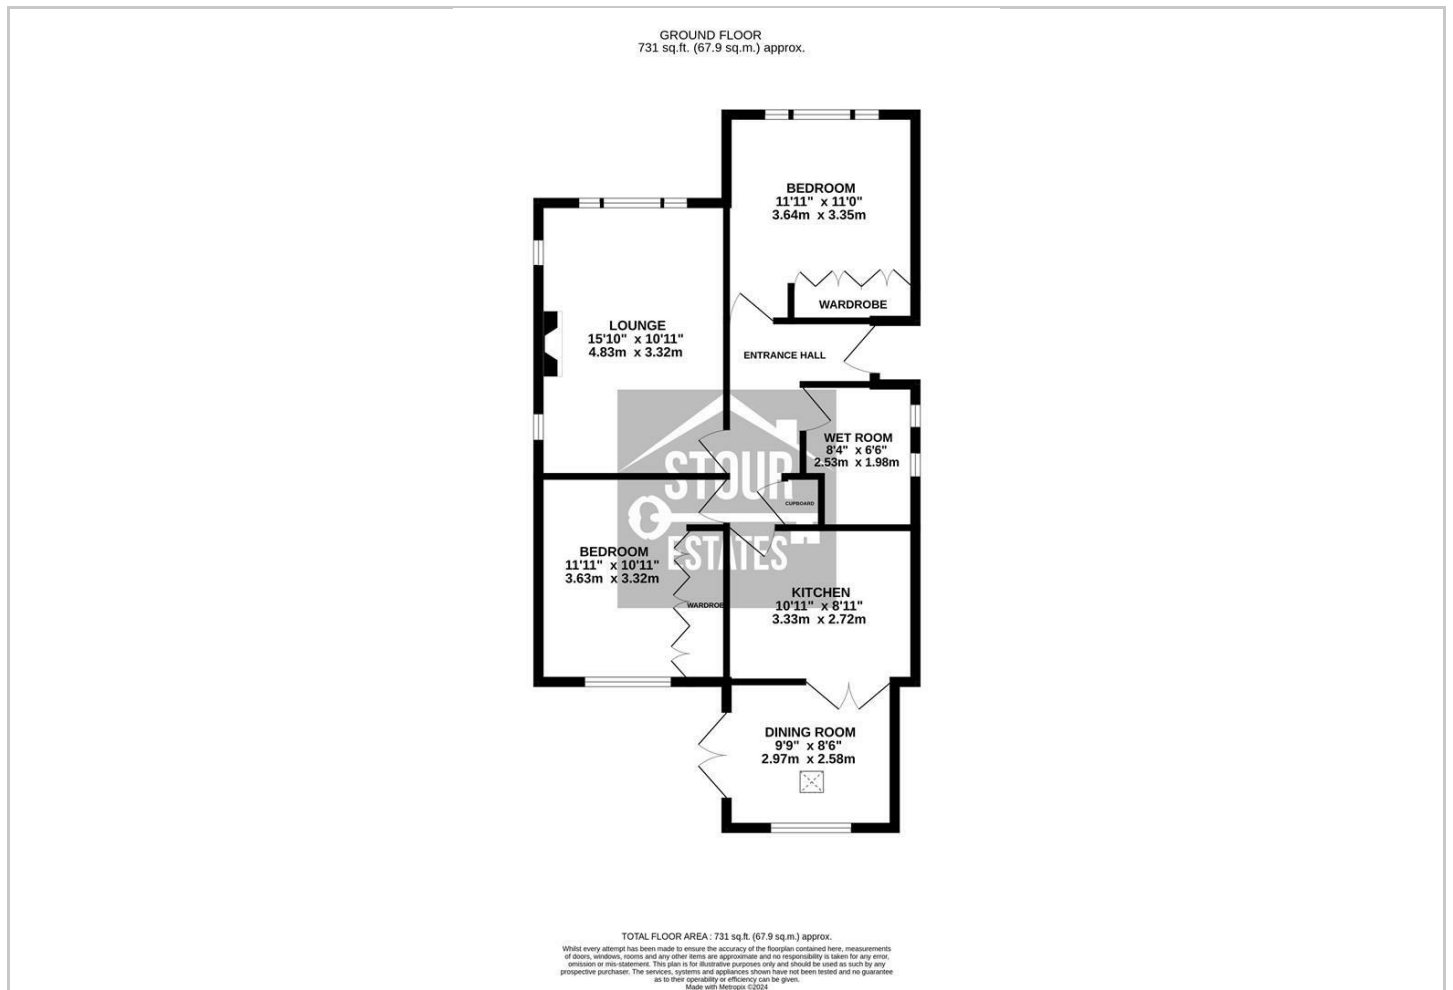 GROUND FLOOR
731 sq.ft. (67.9 sq.m.) approx.
BEDROOM
11'11" x 11'0"
3.64m x 3.35m
WARDROBE
LOUNGE
15'10" x 10'11"
4.83m x 3.32m
ENTRANCE HALL
WET ROOM
8'4" x 6'6"
2.53m x 1.98m
STOUR
CUPBOARD
ESTATES
BEDROOM
11'11" x 10'11"
3.63m x 3.32m
WARDROBE
KITCHEN
10'11" x 8'11"
3.33m x 2.72m
DINING ROOM
9'9" x 8'6"
2.97m x 2.58m
TOTAL FLOOR AREA : 731 sq.ft. (67.9 sq.m.) approx.
Whilst every attempt has been made to ensure the accuracy of the floorplan contained here, measurements
of doors, windows, rooms and any other items are approximate and no responsibility is taken for any error,
omission or mis-statement. This plan is for illustrative purposes only and should be used as such by any
prospective purchaser. The services, systems and appliances shown have not been tested and no guarantee
as to their operability or efficiency can be given.
Made with Metropix ©2024